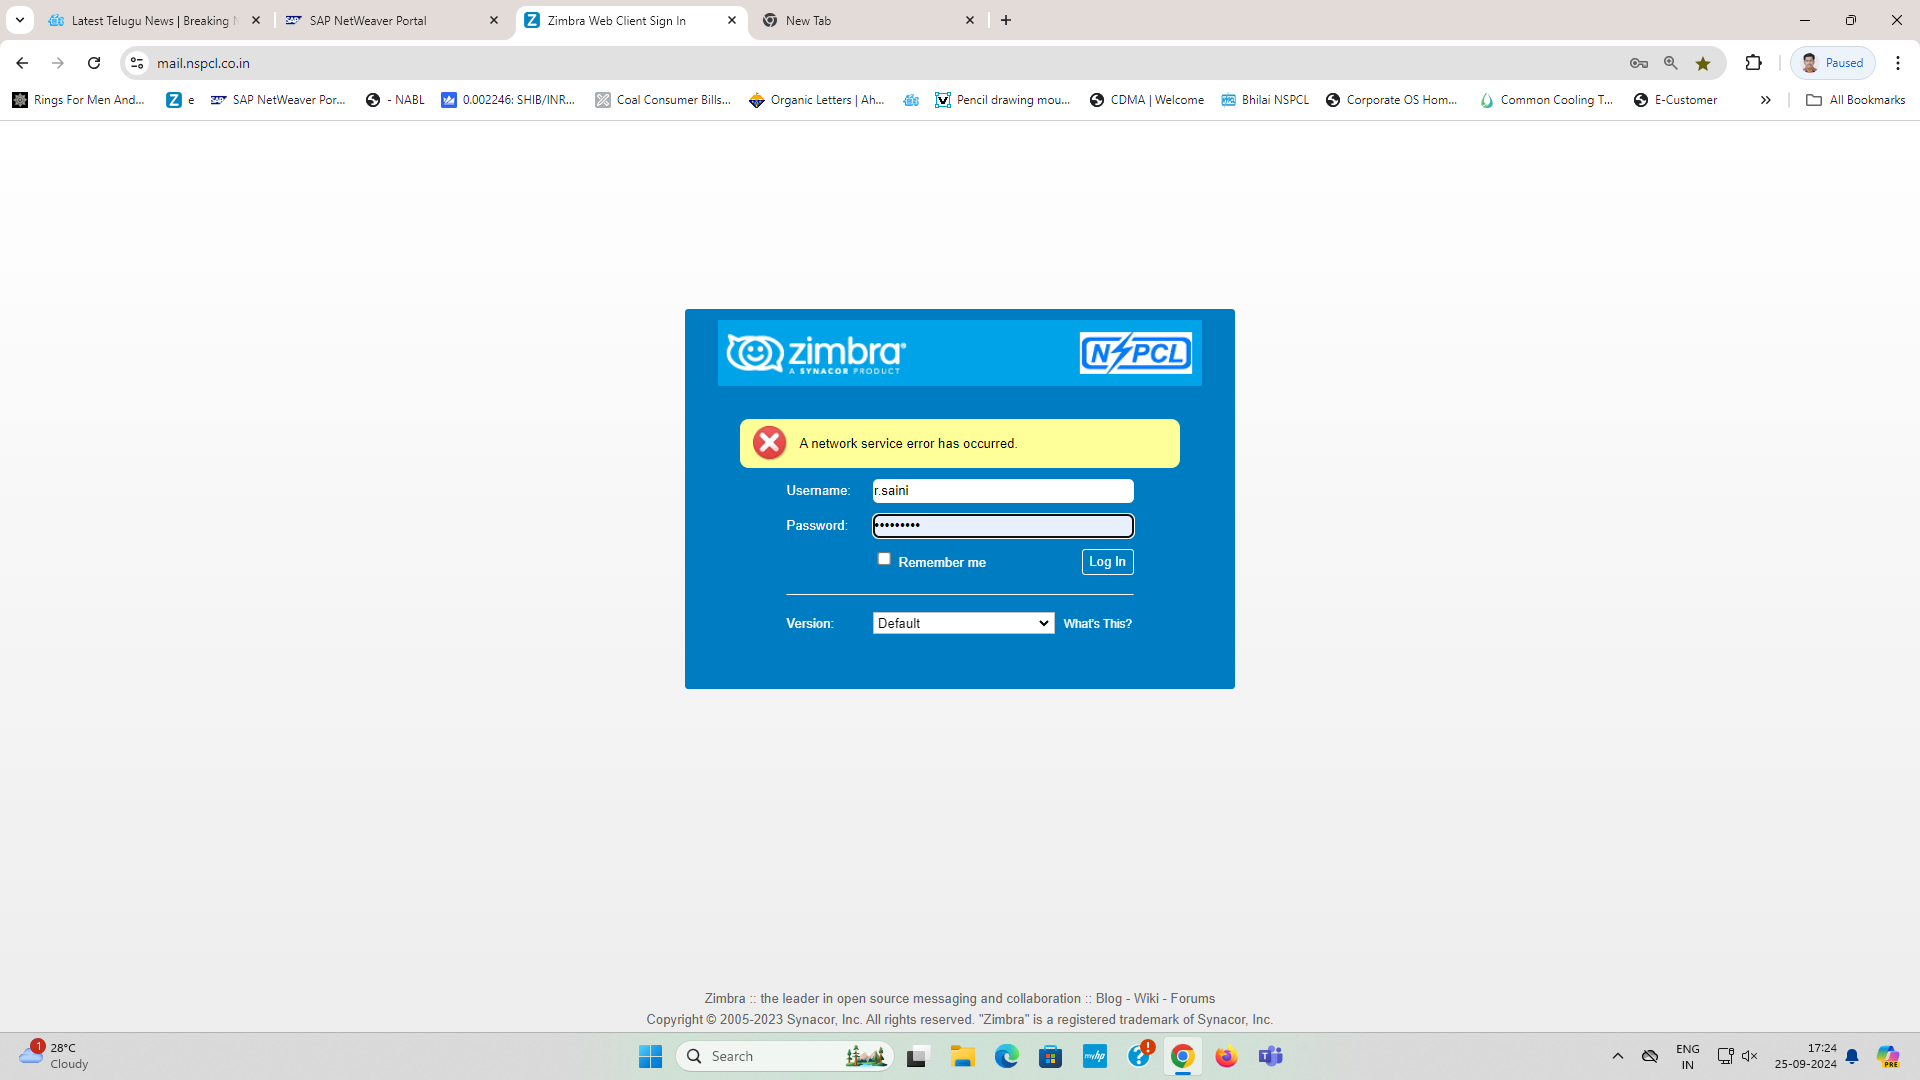 Latest Telugu News | Breaking N
SAP NetWeaver Portal
Zimbra Web Client Sign In
New Tab
mail.nspcl.co.in
Paused
Rings For Men And...
e
SAP NetWeaver Por...
- NABL
0.002246: SHIB/INR...
Coal Consumer Bills...
Organic Letters | Ah...
Pencil drawing mou...
CDMA | Welcome
Bhilai NSPCL
Corporate OS Hom...
Common Cooling T...
E-Customer
All Bookmarks
zimbra®
A SYNACOR PRODUCT
NSPCL
A network service error has occurred.
Username: r.saini
Password: •••••••••
Remember me
Log In
Version: Default What's This?
Zimbra :: the leader in open source messaging and collaboration :: Blog - Wiki - Forums
Copyright © 2005-2023 Synacor, Inc. All rights reserved. "Zimbra" is a registered trademark of Synacor, Inc.
1
28°C
Cloudy
Search
myhp
ENG
IN
17:24
25-09-2024
PRE